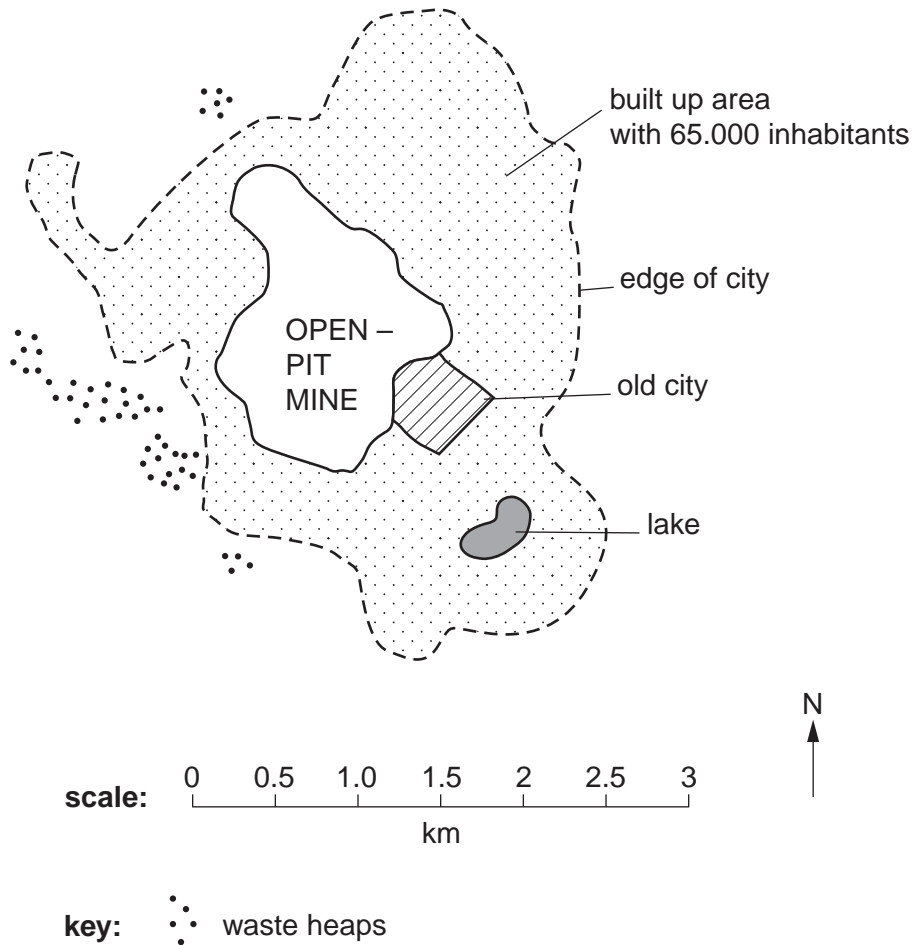 built up area
with 65.000 inhabitants
edge of city
OPEN –
PIT
MINE
old city
lake
N
scale:
0 0.5 1.0 1.5 2 2.5 3
km
key: waste heaps